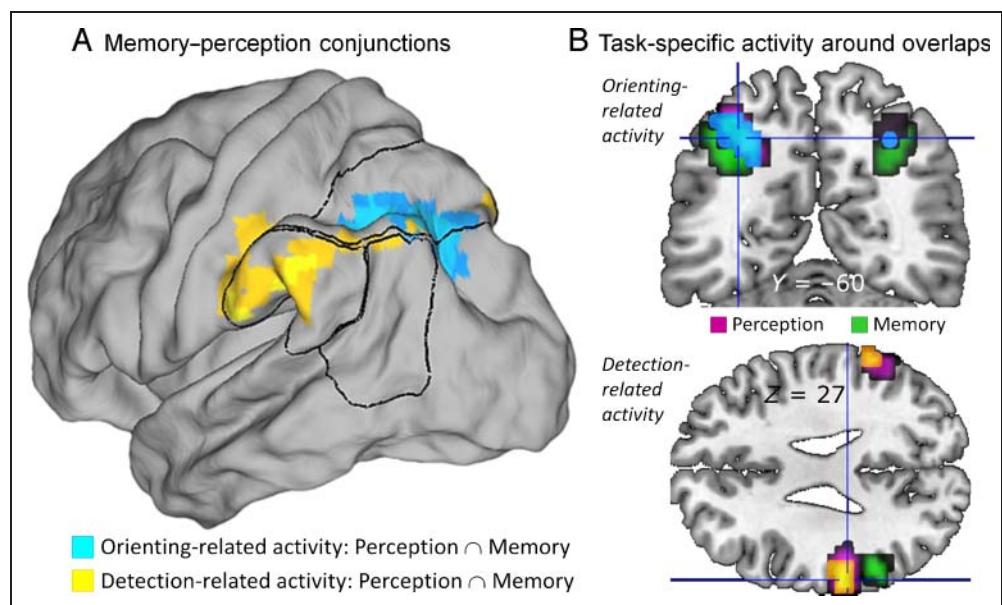 A Memory–perception conjunctions
Orienting-related activity: Perception ∩ Memory
Detection-related activity: Perception ∩ Memory
B Task-specific activity around overlaps
Orienting-
related
activity
Y = −60
Perception Memory
Detection-
related
activity
Z = 27